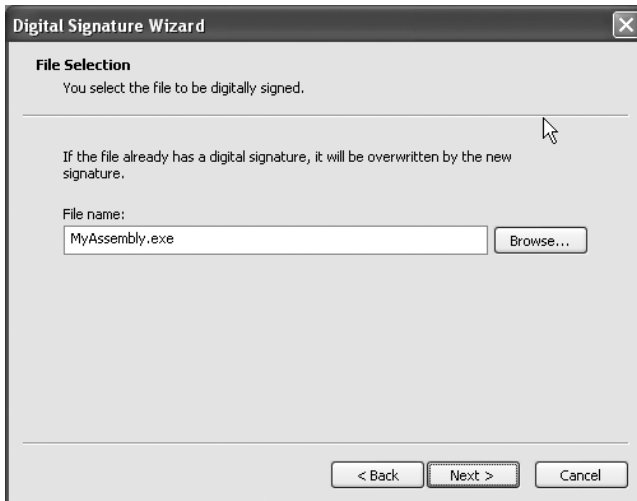 Digital Signature Wizard
File Selection
You select the file to be digitally signed.
If the file already has a digital signature, it will be overwritten by the new
signature.
File name:
MyAssembly.exe
Browse...
< Back
Next >
Cancel